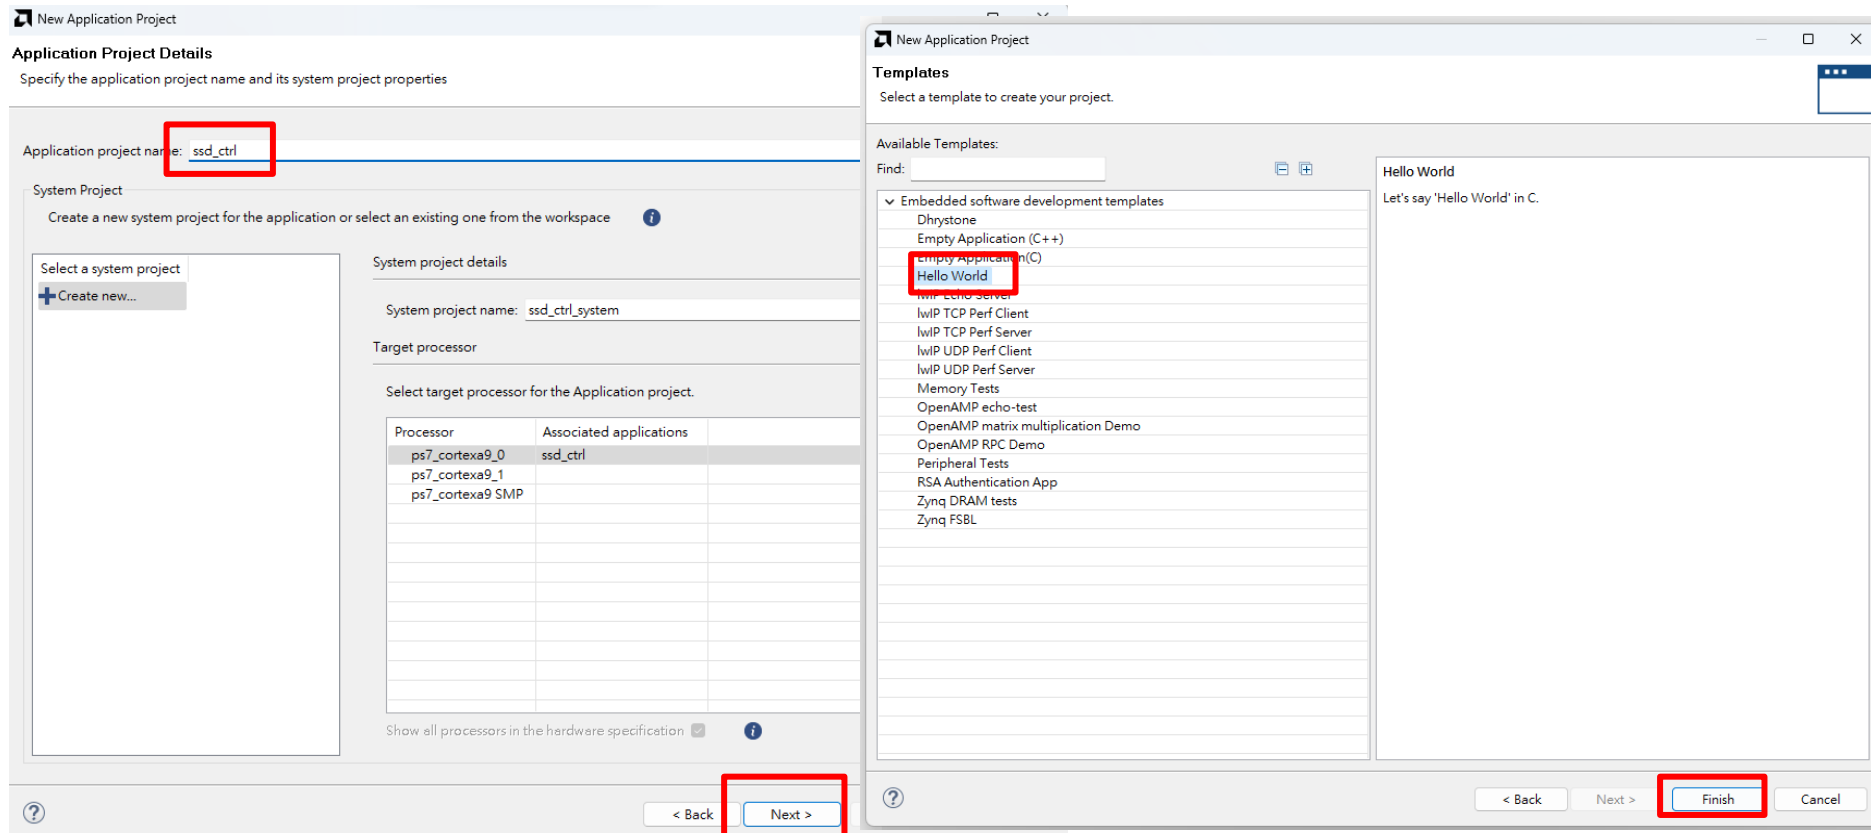 New Application Project
Application Project Details
Specify the application project name and its system project properties
Application project name: ssd_ctrl
System Project
Create a new system project for the application or select an existing one from the workspace
Select a system project
Create new...
System project details
System project name: ssd_ctrl_system
Target processor
Select target processor for the Application project.
Processor Associated applications
ps7_cortexa9_0 ssd_ctrl
ps7_cortexa9_1
ps7_cortexa9 SMP
Show all processors in the hardware specification
< Back Next >
New Application Project
Templates
Select a template to create your project.
Available Templates:
Find:
Embedded software development templates
Dhrystone
Empty Application (C++)
Empty Application(C)
Hello World
lwIP Echo Server
lwIP TCP Perf Client
lwIP TCP Perf Server
lwIP UDP Perf Client
lwIP UDP Perf Server
Memory Tests
OpenAMP echo-test
OpenAMP matrix multiplication Demo
OpenAMP RPC Demo
Peripheral Tests
RSA Authentication App
Zynq DRAM tests
Zynq FSBL
Hello World
Let's say 'Hello World' in C.
< Back Next > Finish Cancel